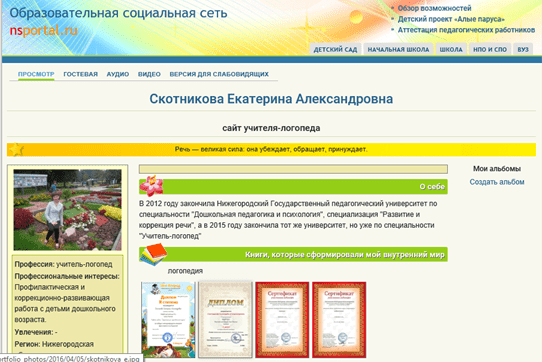 Образовательная социальная сеть
nsportal.ru
Обзор возможностей
Детский проект «Алые паруса»
Аттестация педагогических работников
ДЕТСКИЙ САД НАЧАЛЬНАЯ ШКОЛА ШКОЛА НПО И СПО ВУЗ
ПРОСМОТР ГОСТЕВАЯ АУДИО ВИДЕО ВЕРСИЯ ДЛЯ СЛАБОВИДЯЩИХ
Скотникова Екатерина Александровна
сайт учителя-логопеда
Речь — великая сила: она убеждает, обращает, принуждает.
Профессия: учитель-логопед
Профессиональные интересы:
Профилактическая и
коррекционно-развивающая
работа с детьми дошкольного
возраста.
Увлечения: -
Регион: Нижегородская
ortfolio_photos/2016/04/05/skotnikova_e.jpg
О себе
В 2012 году закончила Нижегородский Государственный педагогический университет по
специальности "Дошкольная педагогика и психология", специализация "Развитие и
коррекция речи", а в 2015 году закончила тот же университет, но уже по специальности
"Учитель-логопед"
Книги, которые сформировали мой внутренний мир
логопедия
ДИПЛОМ
Сертификат
Сертификат
Мои альбомы
Создать альбом